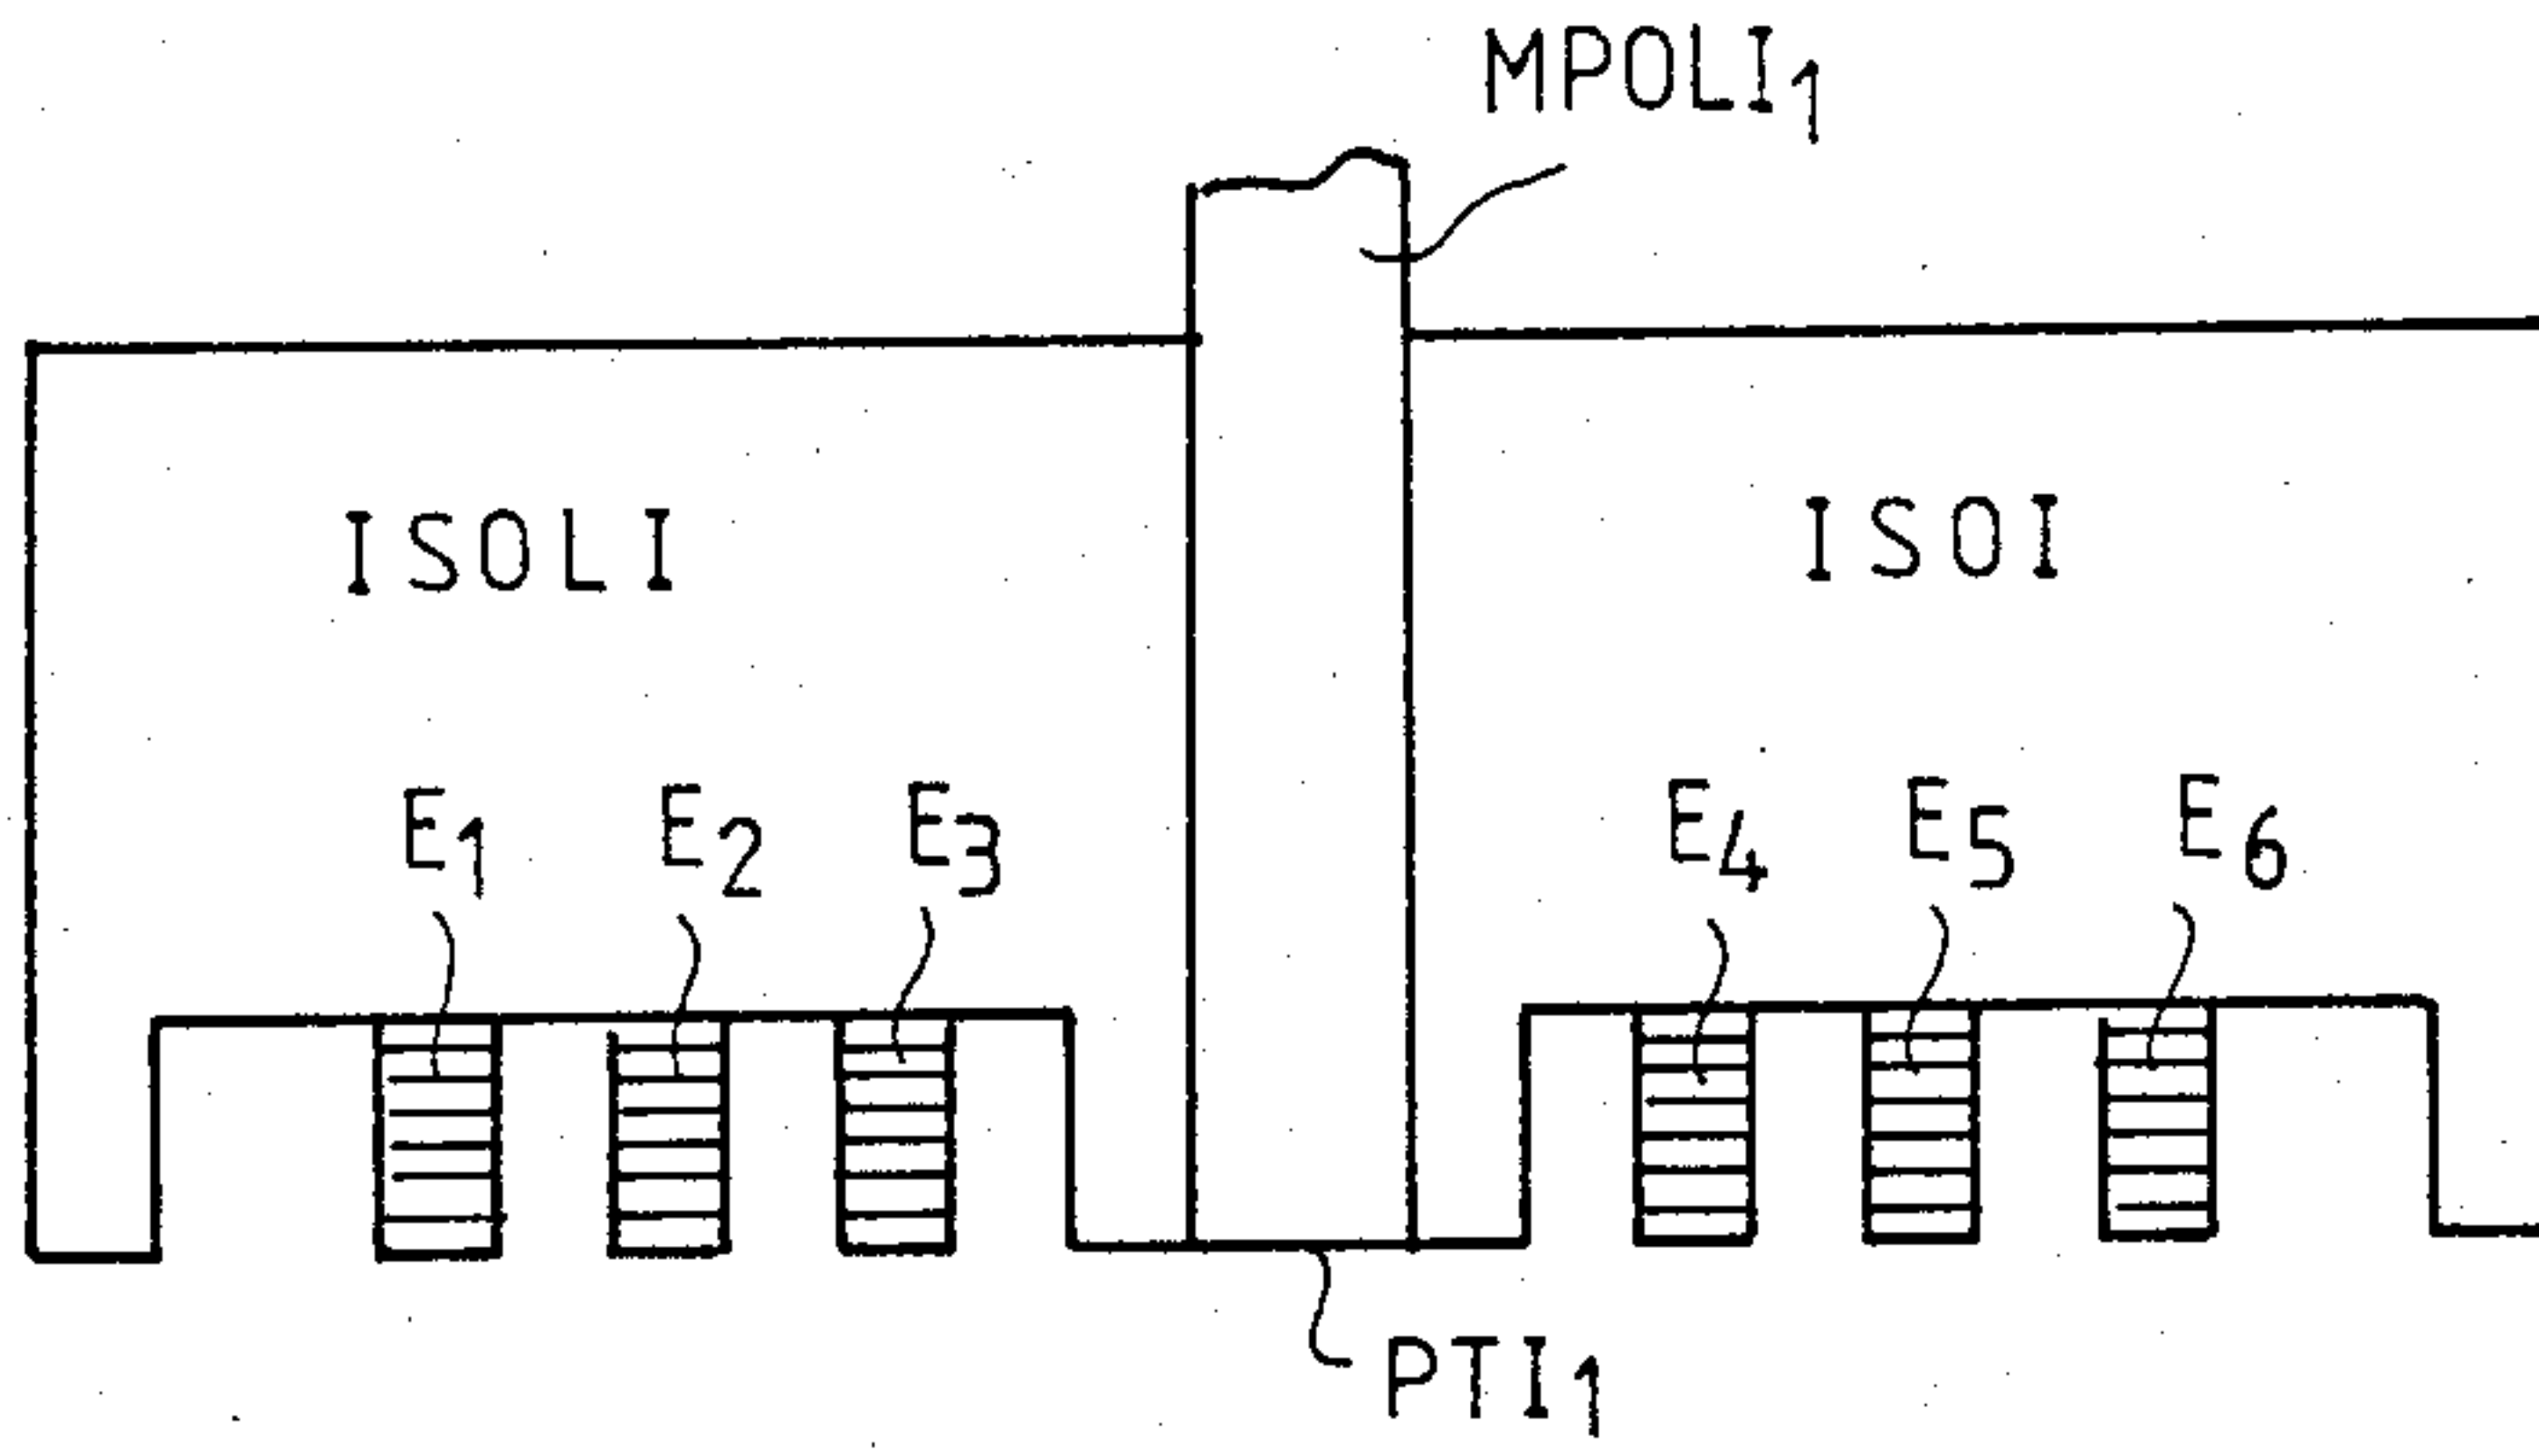 MPOLI₁
ISOLI ISOI
E₁ E₂ E₃ E₄ E₅ E₆
PTI₁